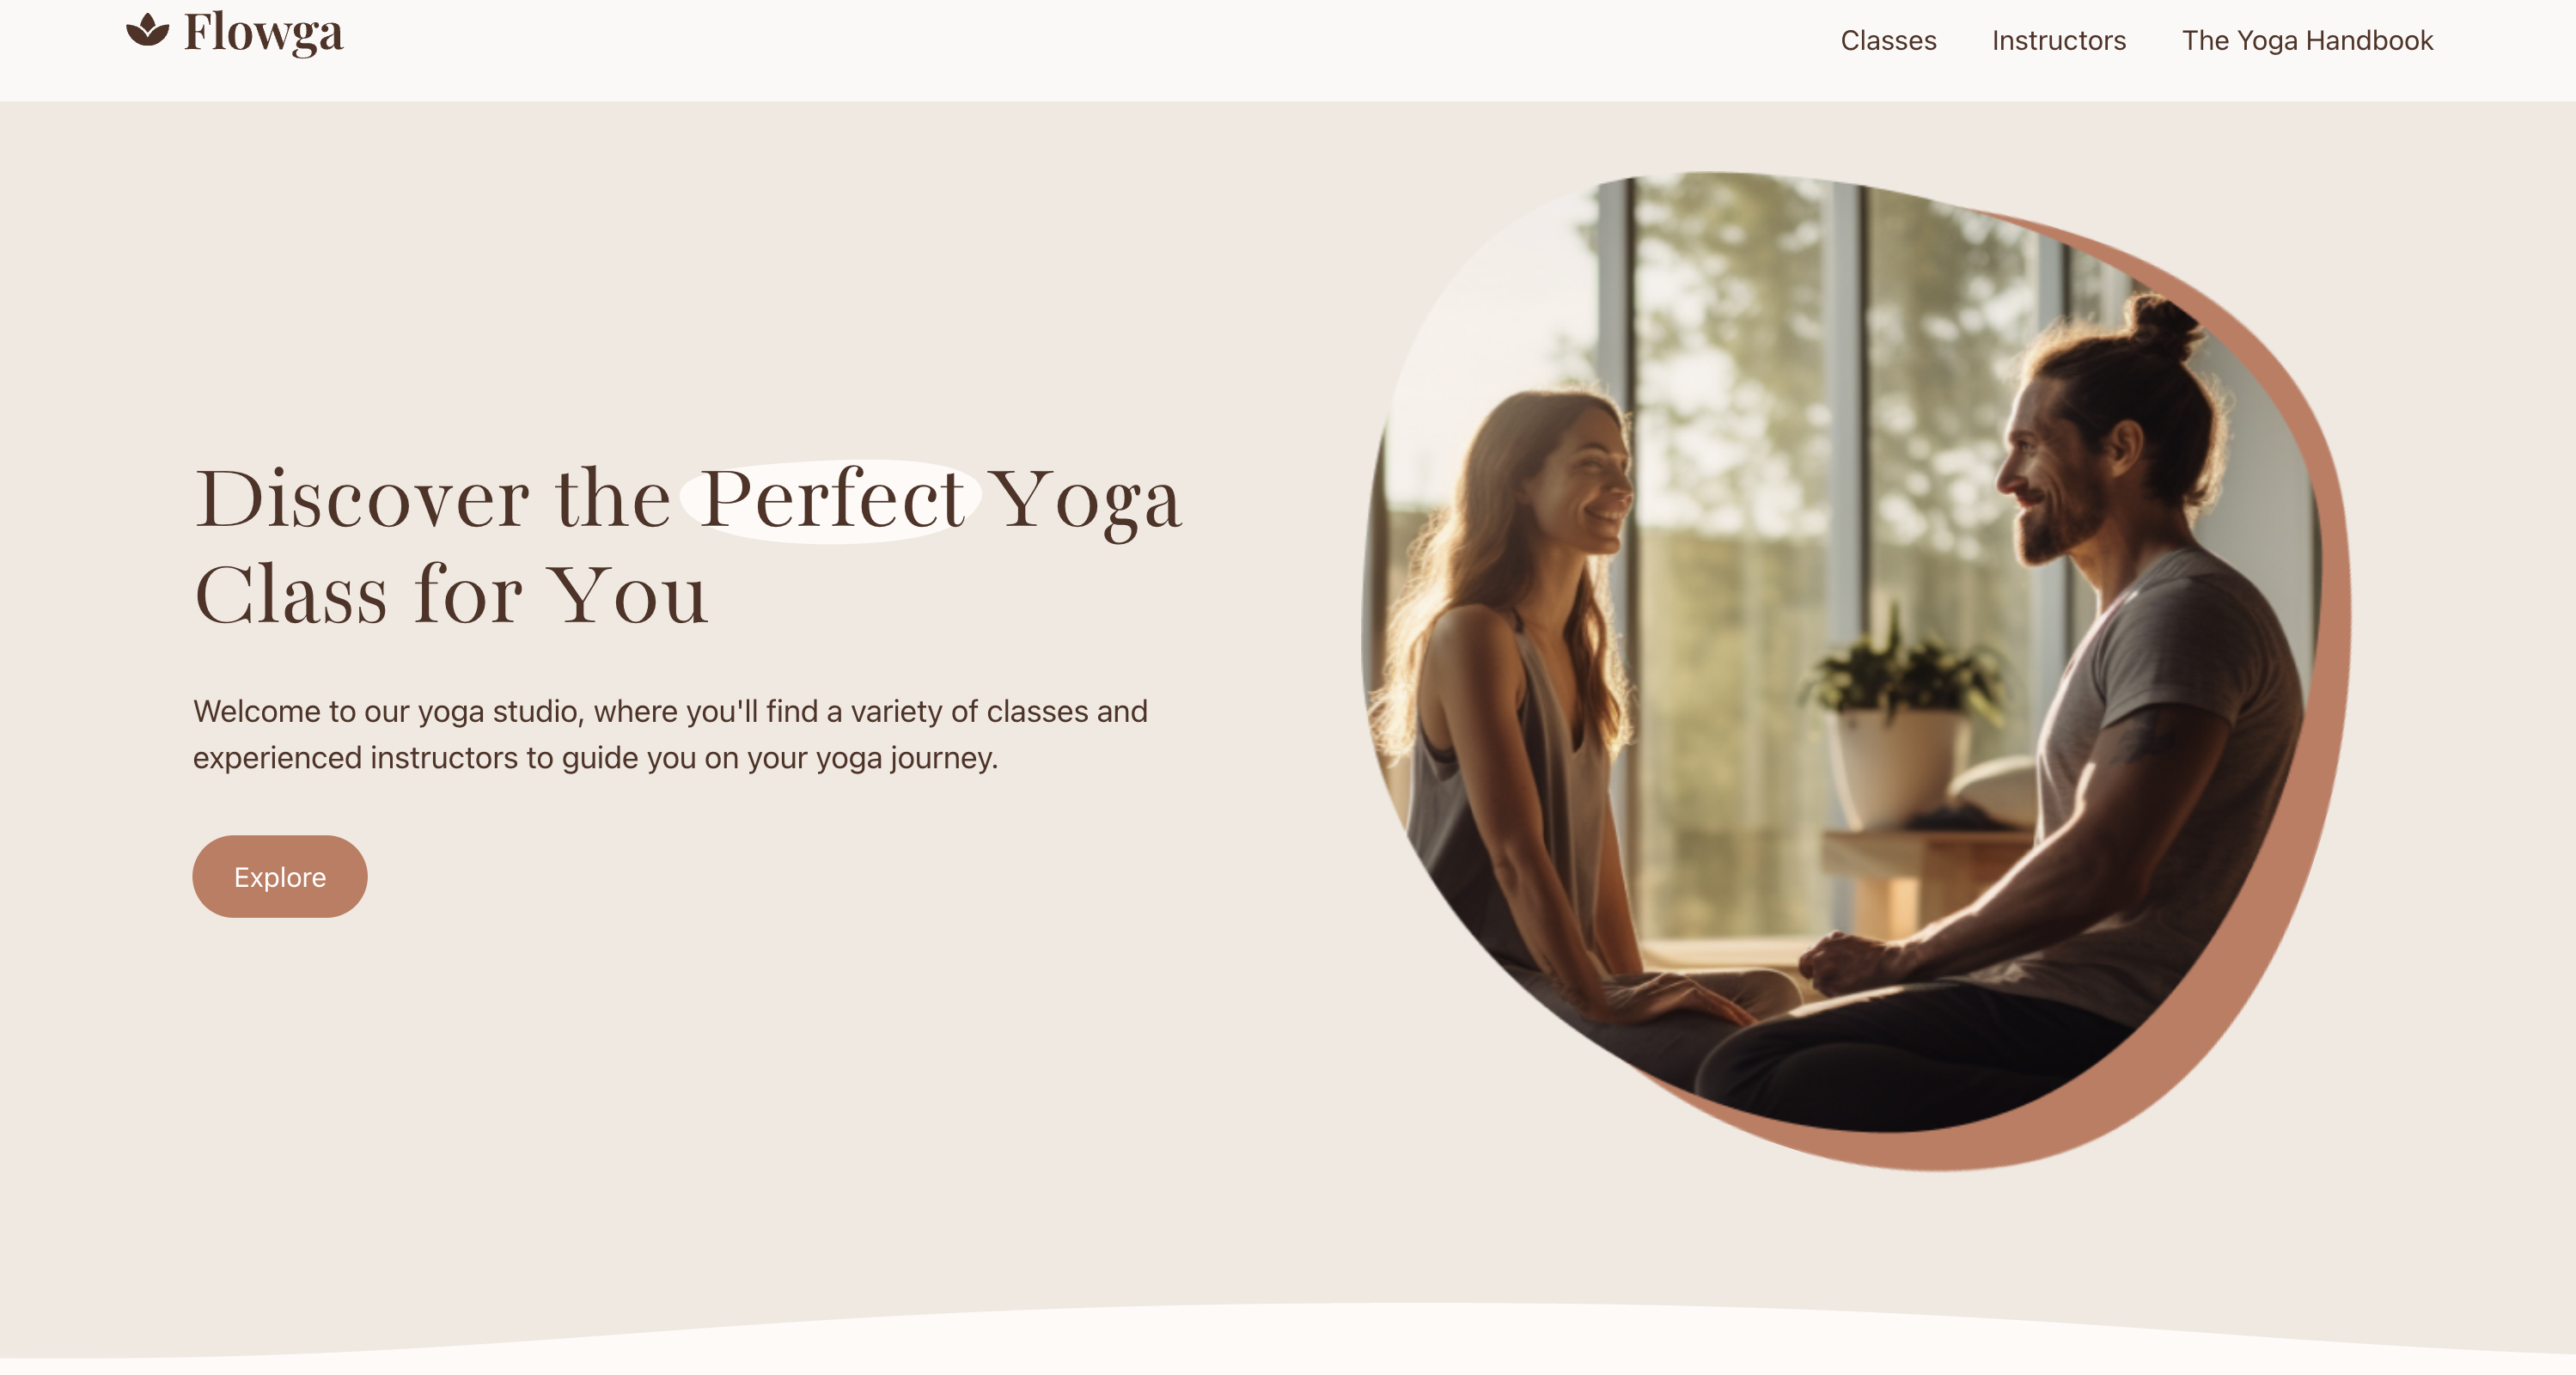 Flowga
Classes
Instructors
The Yoga Handbook
Discover the Perfect Yoga
Class for You
Welcome to our yoga studio, where you'll find a variety of classes and
experienced instructors to guide you on your yoga journey.
Explore